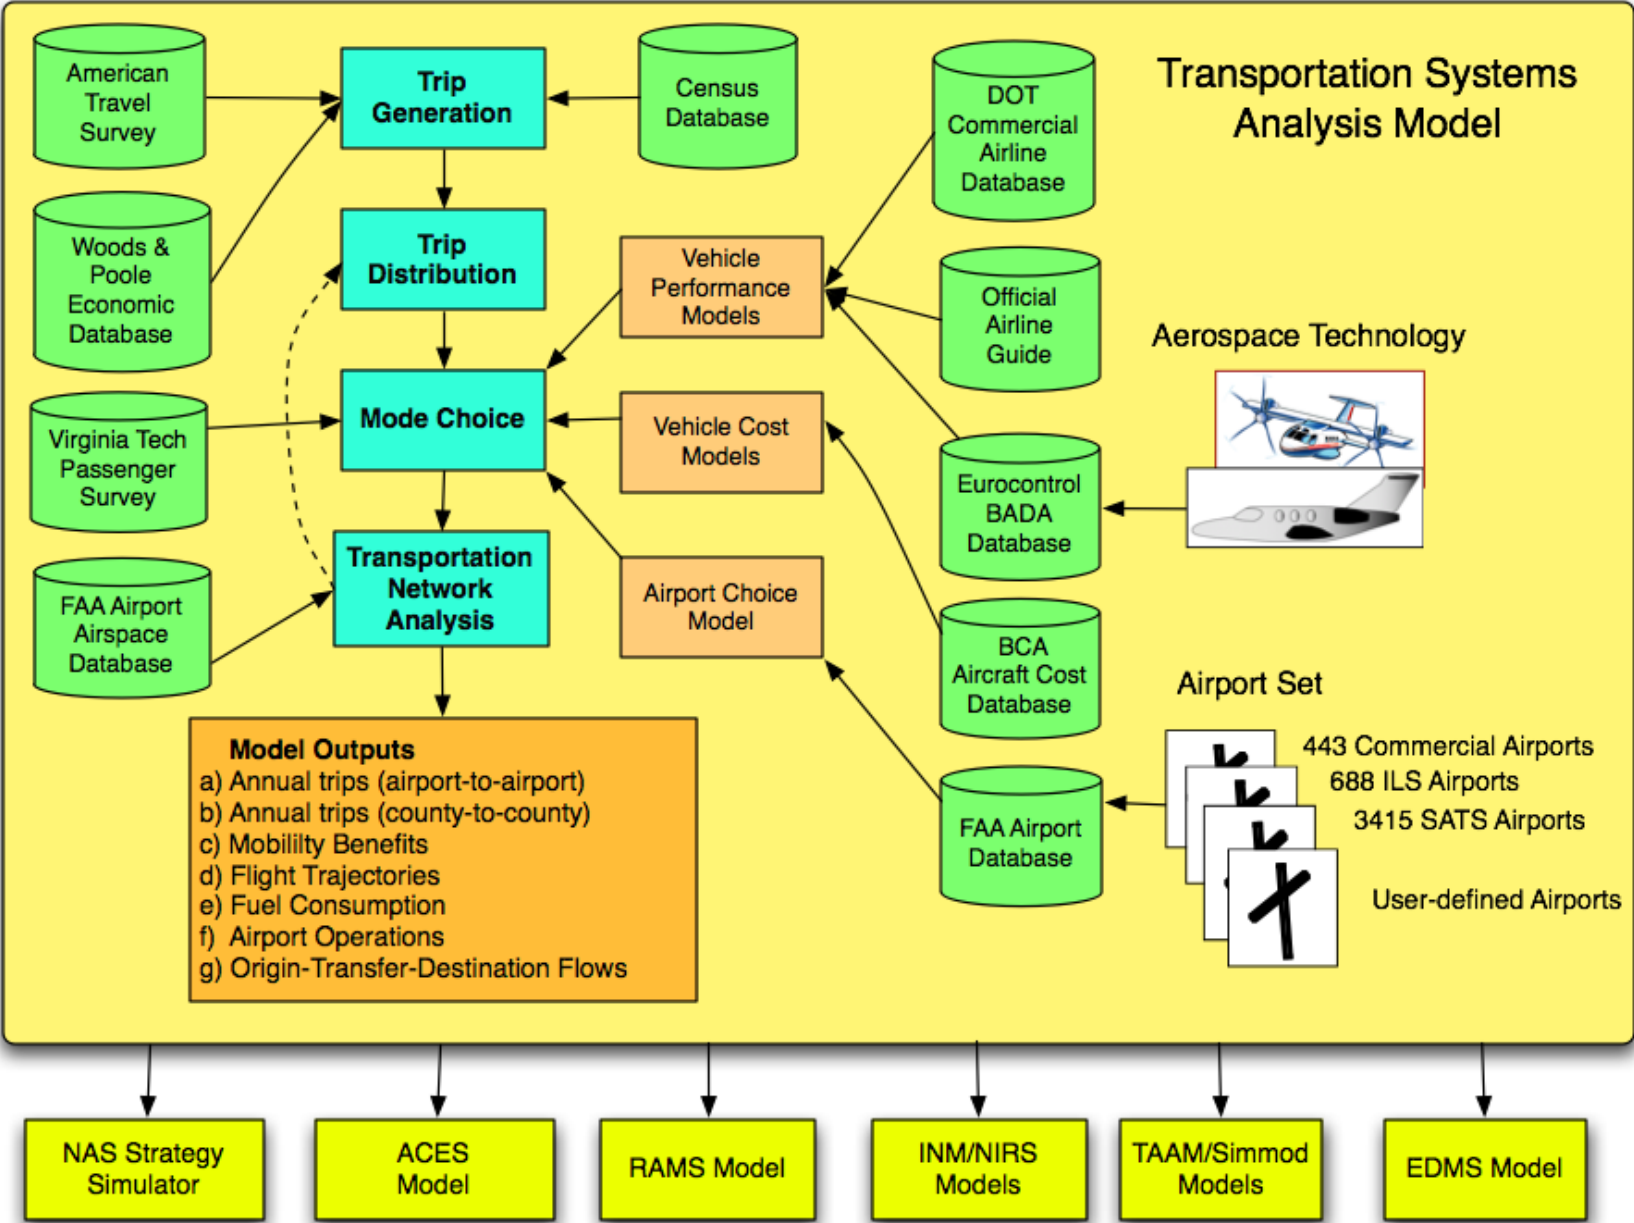 Transportation Systems
Analysis Model
American
Travel
Survey
Trip
Generation
Census
Database
DOT
Commercial
Airline
Database
Woods &
Poole
Economic
Database
Trip
Distribution
Vehicle
Performance
Models
Official
Airline
Guide
Aerospace Technology
Virginia Tech
Passenger
Survey
Mode Choice
Vehicle Cost
Models
Eurocontrol
BADA
Database
FAA Airport
Airspace
Database
Transportation
Network
Analysis
Airport Choice
Model
BCA
Aircraft Cost
Database
Airport Set
443 Commercial Airports
688 ILS Airports
3415 SATS Airports
User-defined Airports
FAA Airport
Database
Model Outputs
a) Annual trips (airport-to-airport)
b) Annual trips (county-to-county)
c) Mobililty Benefits
d) Flight Trajectories
e) Fuel Consumption
f) Airport Operations
g) Origin-Transfer-Destination Flows
NAS Strategy
Simulator
ACES
Model
RAMS Model
INM/NIRS
Models
TAAM/Simmod
Models
EDMS Model